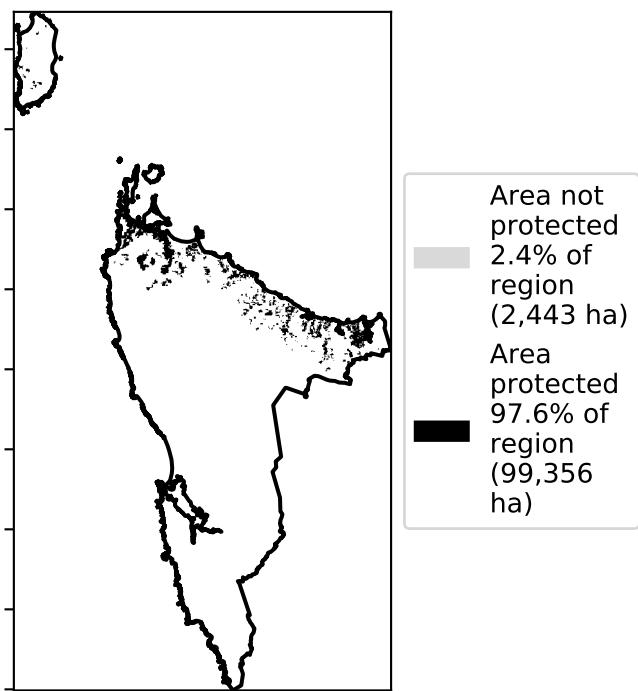 Area not
protected
2.4% of
region
(2,443 ha)
Area
protected
97.6% of
region
(99,356
ha)